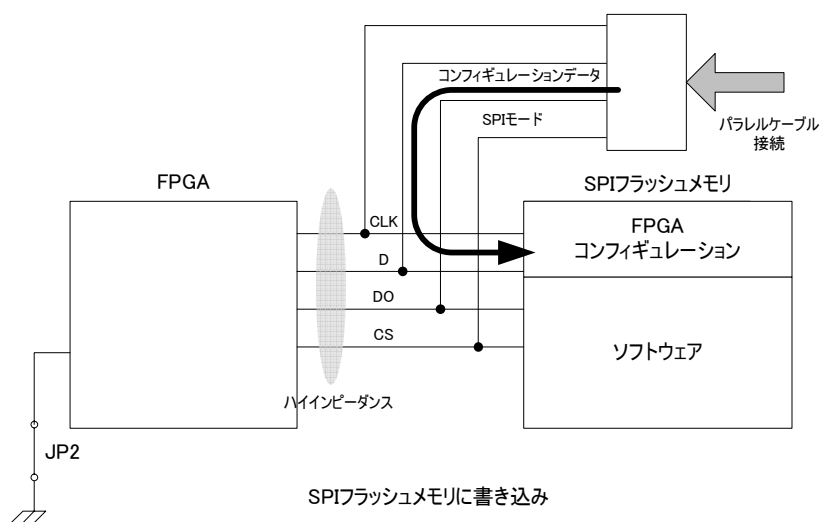 コンフィギュレーションデータ
SPIモード
パラレルケーブル
接続
FPGA
SPIフラッシュメモリ
CLK
FPGA
コンフィギュレーション
D
DO
CS
ソフトウェア
ハイインピーダンス
JP2
SPIフラッシュメモリに書き込み